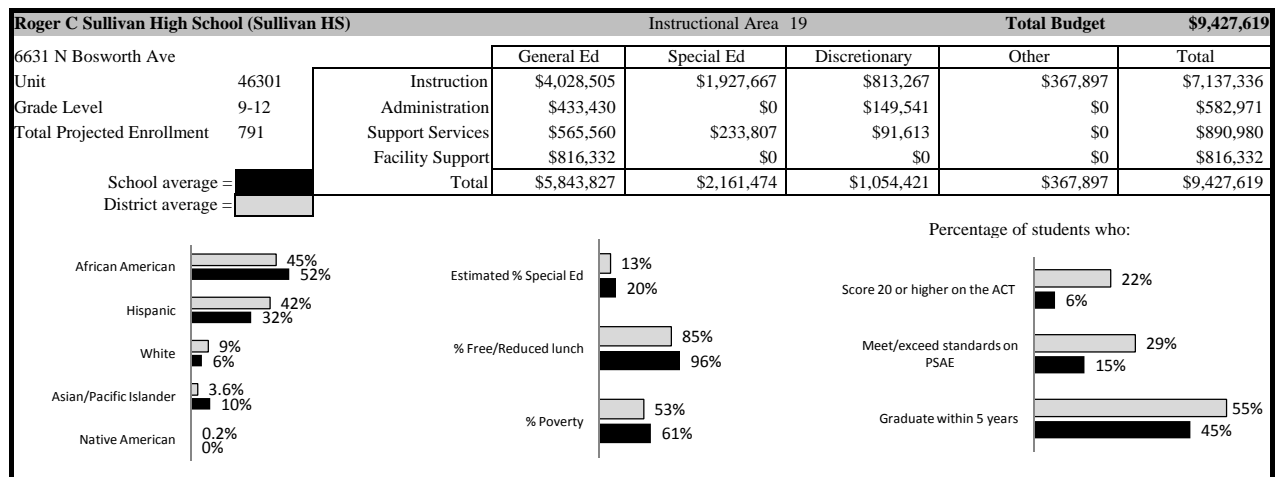 Roger C Sullivan High School (Sullivan HS) Instructional Area 19 Total Budget $9,427,619
6631 N Bosworth Ave General Ed Special Ed Discretionary Other Total
Unit 46301 Instruction $4,028,505 $1,927,667 $813,267 $367,897 $7,137,336
Grade Level 9-12 Administration $433,430 $0 $149,541 $0 $582,971
Total Projected Enrollment 791 Support Services $565,560 $233,807 $91,613 $0 $890,980
Facility Support $816,332 $0 $0 $0 $816,332
School average = Total $5,843,827 $2,161,474 $1,054,421 $367,897 $9,427,619
District average =
African American 45%
52%
Hispanic 42%
32%
White 9%
6%
Asian/Pacific Islander 3.6%
10%
Native American 0.2%
0%
Estimated % Special Ed 13%
20%
% Free/Reduced lunch 85%
96%
% Poverty 53%
61%
Percentage of students who:
Score 20 or higher on the ACT 22%
6%
Meet/exceed standards on
PSAE
29%
15%
Graduate within 5 years 55%
45%